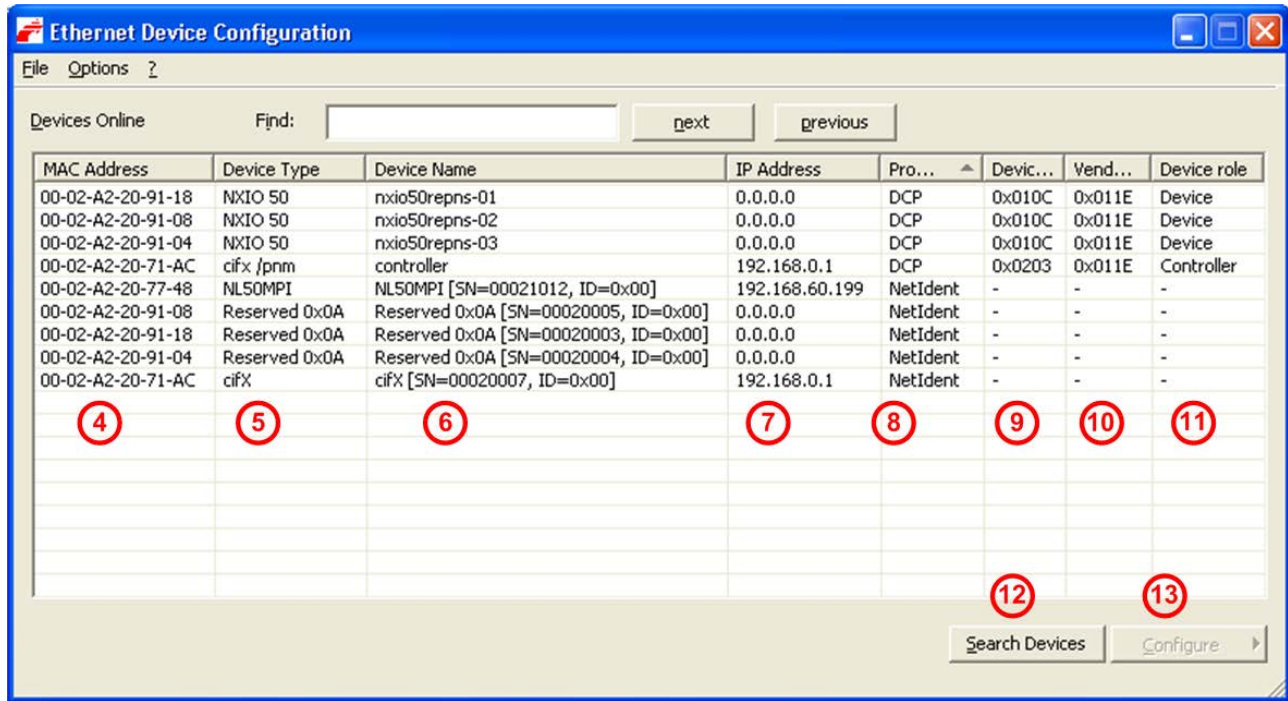 Ethernet Device Configuration
File Options ?
Devices Online Find: next previous
MAC Address Device Type Device Name IP Address Pro... Devic... Vend... Device role
00-02-A2-20-91-18 NXIO 50 nxio50repns-01 0.0.0.0 DCP 0x010C 0x011E Device
00-02-A2-20-91-08 NXIO 50 nxio50repns-02 0.0.0.0 DCP 0x010C 0x011E Device
00-02-A2-20-91-04 NXIO 50 nxio50repns-03 0.0.0.0 DCP 0x010C 0x011E Device
00-02-A2-20-71-AC cifx /pnm controller 192.168.0.1 DCP 0x0203 0x011E Controller
00-02-A2-20-77-48 NL50MPI NL50MPI [SN=00021012, ID=0x00] 192.168.60.199 NetIdent - - -
00-02-A2-20-91-08 Reserved 0x0A Reserved 0x0A [SN=00020005, ID=0x00] 0.0.0.0 NetIdent - - -
00-02-A2-20-91-18 Reserved 0x0A Reserved 0x0A [SN=00020003, ID=0x00] 0.0.0.0 NetIdent - - -
00-02-A2-20-91-04 Reserved 0x0A Reserved 0x0A [SN=00020004, ID=0x00] 0.0.0.0 NetIdent - - -
00-02-A2-20-71-AC cifX cifX [SN=00020007, ID=0x00] 192.168.0.1 NetIdent - - -
4 5 6 7 8 9 10 11
12 13
Search Devices Configure